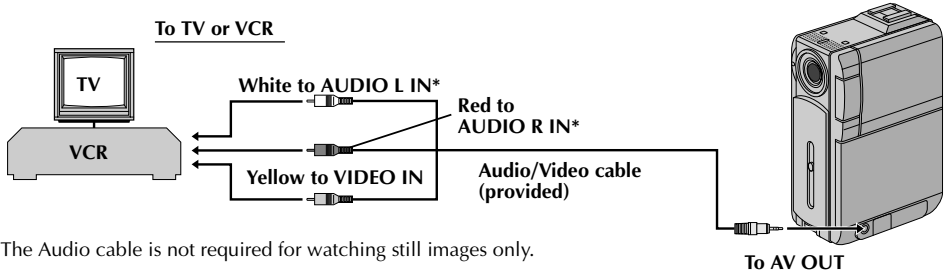 To TV or VCR
TV
VCR
White to AUDIO L IN*
Red to
AUDIO R IN*
Yellow to VIDEO IN
Audio/Video cable
(provided)
The Audio cable is not required for watching still images only.
To AV OUT